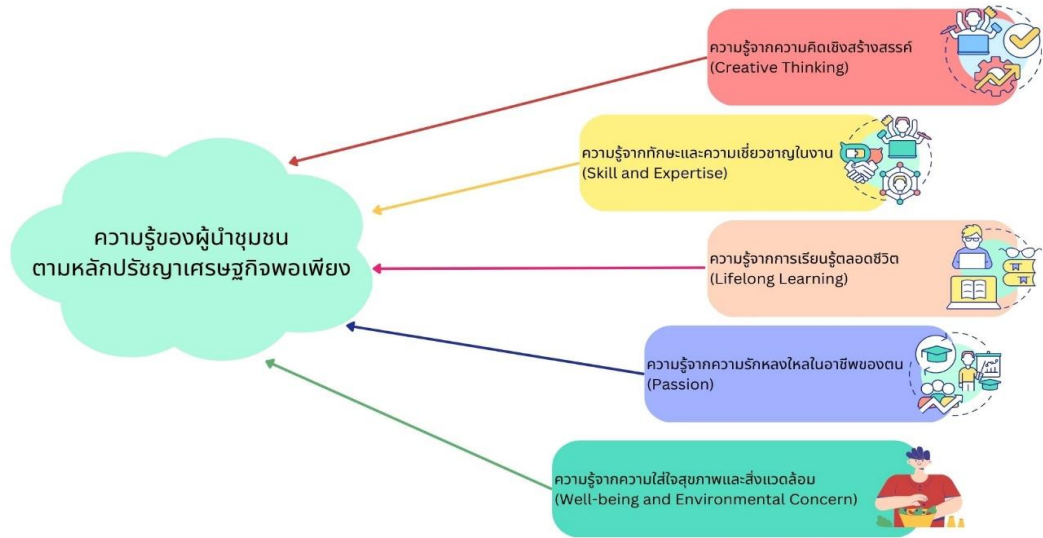 ความรู้ของผู้นำชุมชน
ตามหลักปรัชญาเศรษฐกิจพอเพียง
ความรู้จากความคิดเชิงสร้างสรรค์
(Creative Thinking)
ความรู้จากทักษะและความเชี่ยวชาญในงาน
(Skill and Expertise)
ความรู้จากการเรียนรู้ตลอดชีวิต
(Lifelong Learning)
ความรู้จากความรักหลงใหลในอาชีพของตน
(Passion)
ความรู้จากความใส่ใจสุขภาพและสิ่งแวดล้อม
(Well-being and Environmental Concern)